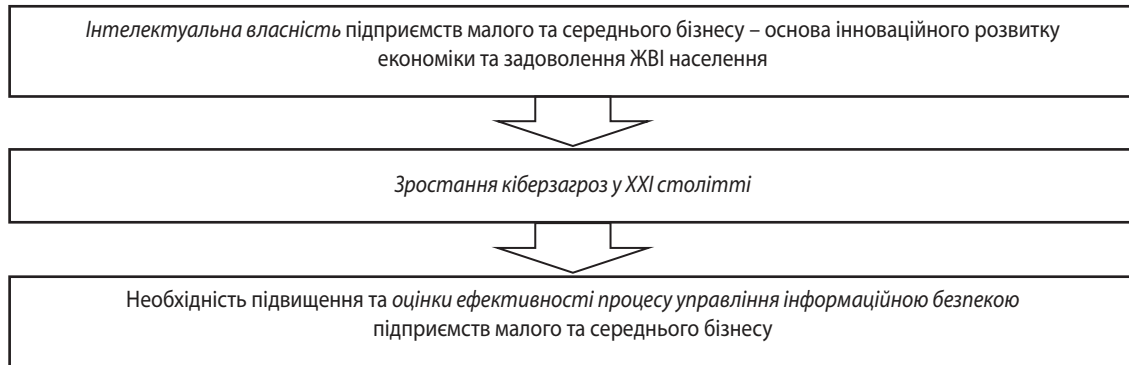 Інтелектуальна власність підприємств малого та середнього бізнесу – основа інноваційного розвитку
економіки та задоволення ЖВІ населення
Зростання кіберзагроз у ХХІ столітті
Необхідність підвищення та оцінки ефективності процесу управління інформаційною безпекою
підприємств малого та середнього бізнесу